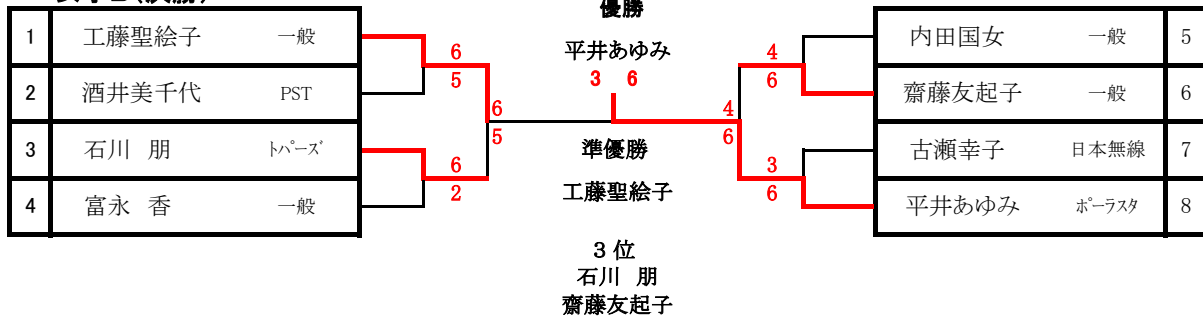 優勝
1 工藤聖絵子 一般
2 酒井美千代 PST
3 石川 朋 トパーズ
4 富永 香 一般
6
5
6
2
6
5
平井あゆみ
3 6
準優勝
工藤聖絵子
3位
石川 朋
齋藤友起子
4
6
4
6
3
6
内田国女 一般 5
齋藤友起子 一般 6
古瀬幸子 日本無線 7
平井あゆみ ポーラスタ 8